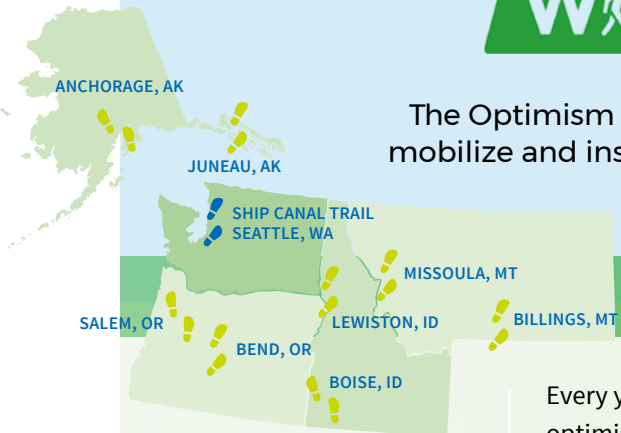 W
ANCHORAGE, AK
The Optimism
mobilize and ins
JUNEAU, AK
SHIP CANAL TRAIL
SEATTLE, WA
MISSOULA, MT
SALEM, OR
LEWISTON, ID
BILLINGS, MT
BEND, OR
BOISE, ID
Every y
optimi